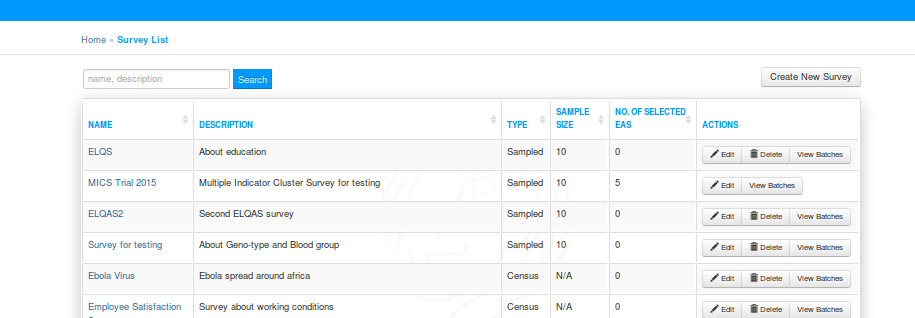 Home » Survey List
name, description Search Create New Survey
NAME DESCRIPTION TYPE SAMPLE SIZE NO. OF SELECTED EAS ACTIONS
ELQS About education Sampled 10 0 Edit Delete View Batches
MICS Trial 2015 Multiple Indicator Cluster Survey for testing Sampled 10 5 Edit View Batches
ELQAS2 Second ELQAS survey Sampled 10 0 Edit Delete View Batches
Survey for testing About Geno-type and Blood group Sampled 10 0 Edit Delete View Batches
Ebola Virus Ebola spread around africa Census N/A 0 Edit Delete View Batches
Employee Satisfaction Survey about working conditions Census N/A 0 Edit Delete View Batches